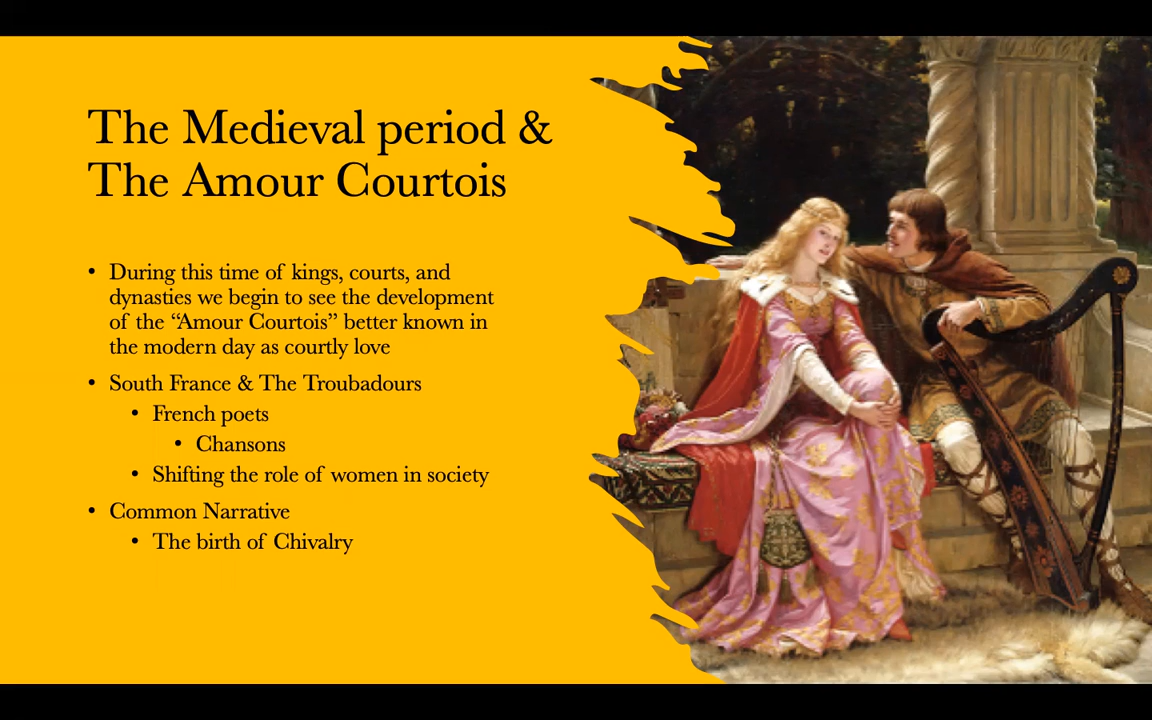 The Medieval period &
The Amour Courtois
• During this time of kings, courts, and
dynasties we begin to see the development
of the “Amour Courtois” better known in
the modern day as courtly love
• South France & The Troubadours
• French poets
• Chansons
• Shifting the role of women in society
• Common Narrative
• The birth of Chivalry